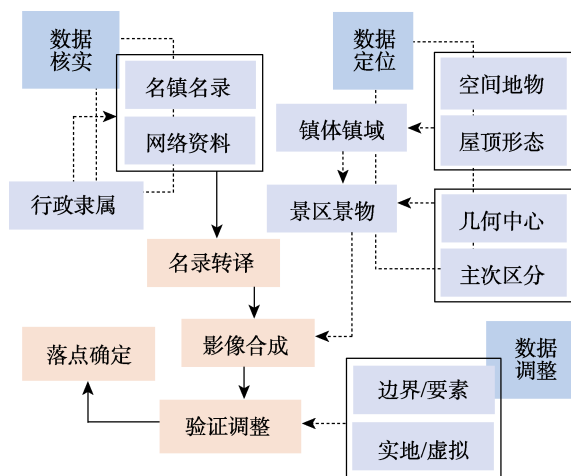 数据
核实
名镇名录
网络资料
行政隶属
数据
定位
空间地物
屋顶形态
镇体镇域
景区景物
几何中心
主次区分
名录转译
影像合成
落点确定
验证调整
数据
调整
边界/要素
实地/虚拟